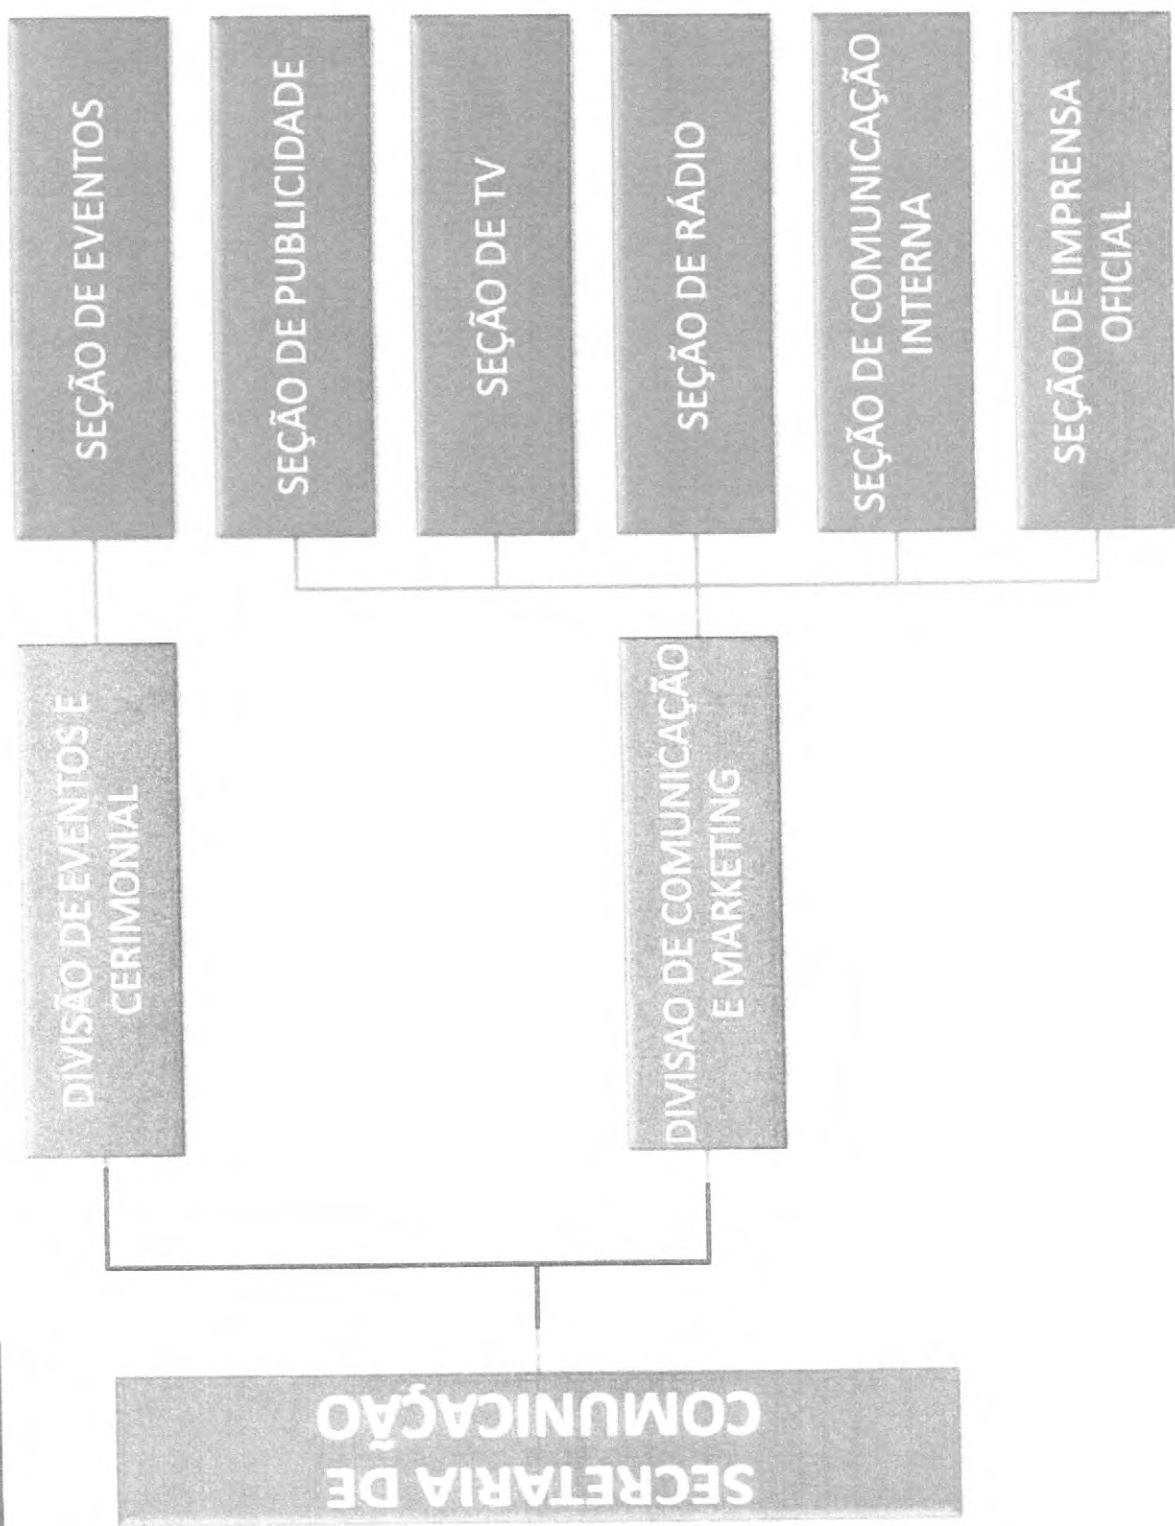 SECRETARIA DE
COMUNICAÇÃO
DIVISÃO DE EVENTOS E
CERIMONIAL
SEÇÃO DE EVENTOS
DIVISÃO DE COMUNICAÇÃO
E MARKETING
SEÇÃO DE PUBLICIDADE
SEÇÃO DE TV
SEÇÃO DE RÁDIO
SEÇÃO DE COMUNICAÇÃO
INTERNA
SEÇÃO DE IMPRENSA
OFICIAL